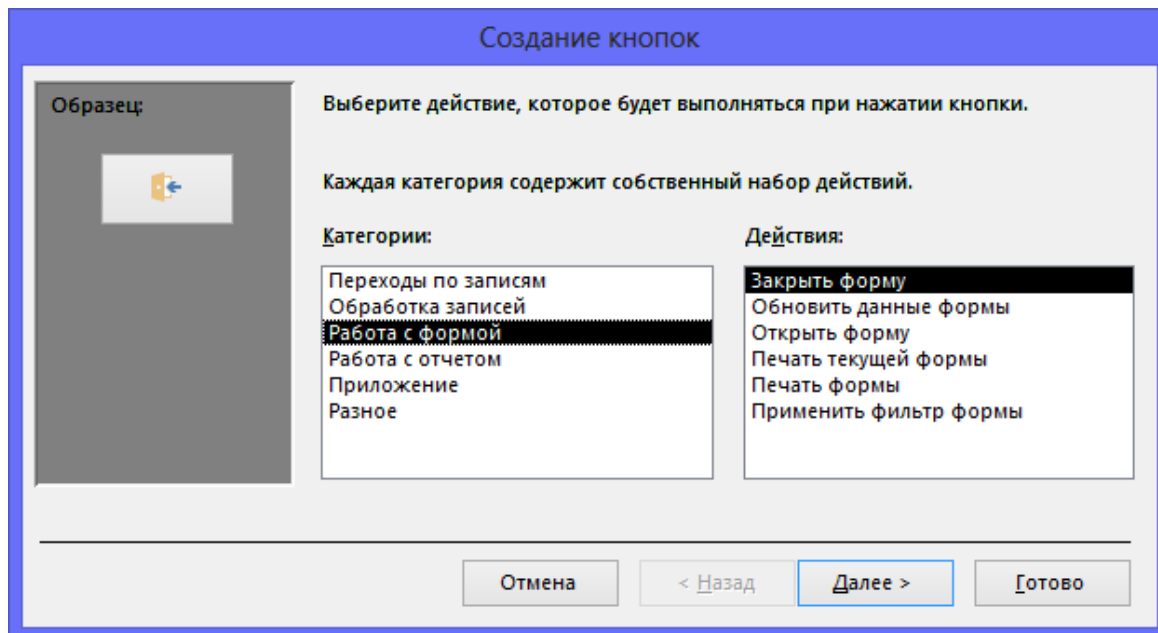 Создание кнопок
Образец:
Выберите действие, которое будет выполняться при нажатии кнопки.
Каждая категория содержит собственный набор действий.
Категории:
Переходы по записям
Обработка записей
Работа с формой
Работа с отчетом
Приложение
Разное
Действия:
Закрыть форму
Обновить данные формы
Открыть форму
Печать текущей формы
Печать формы
Применить фильтр формы
Отмена
< Назад
Далее >
Готово